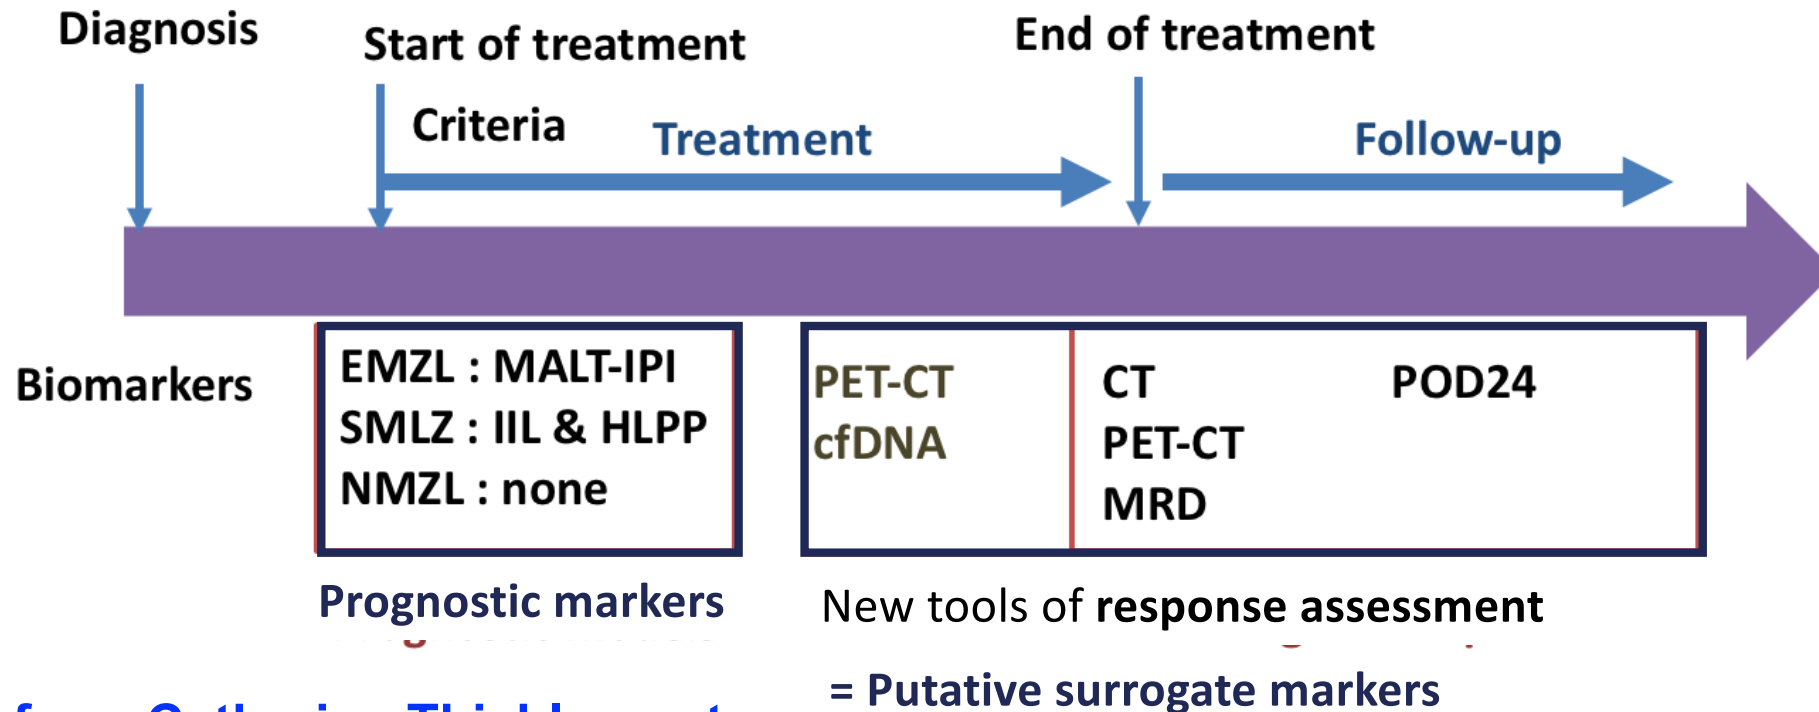 Diagnosis
Start of treatment
End of treatment
Criteria
Treatment
Follow-up
Biomarkers
EMZL : MALT-IPI
SMLZ : IIL & HLPP
NMZL : none
PET-CT
cfDNA
CT
PET-CT
MRD
POD24
Prognostic markers
New tools of response assessment
= Putative surrogate markers